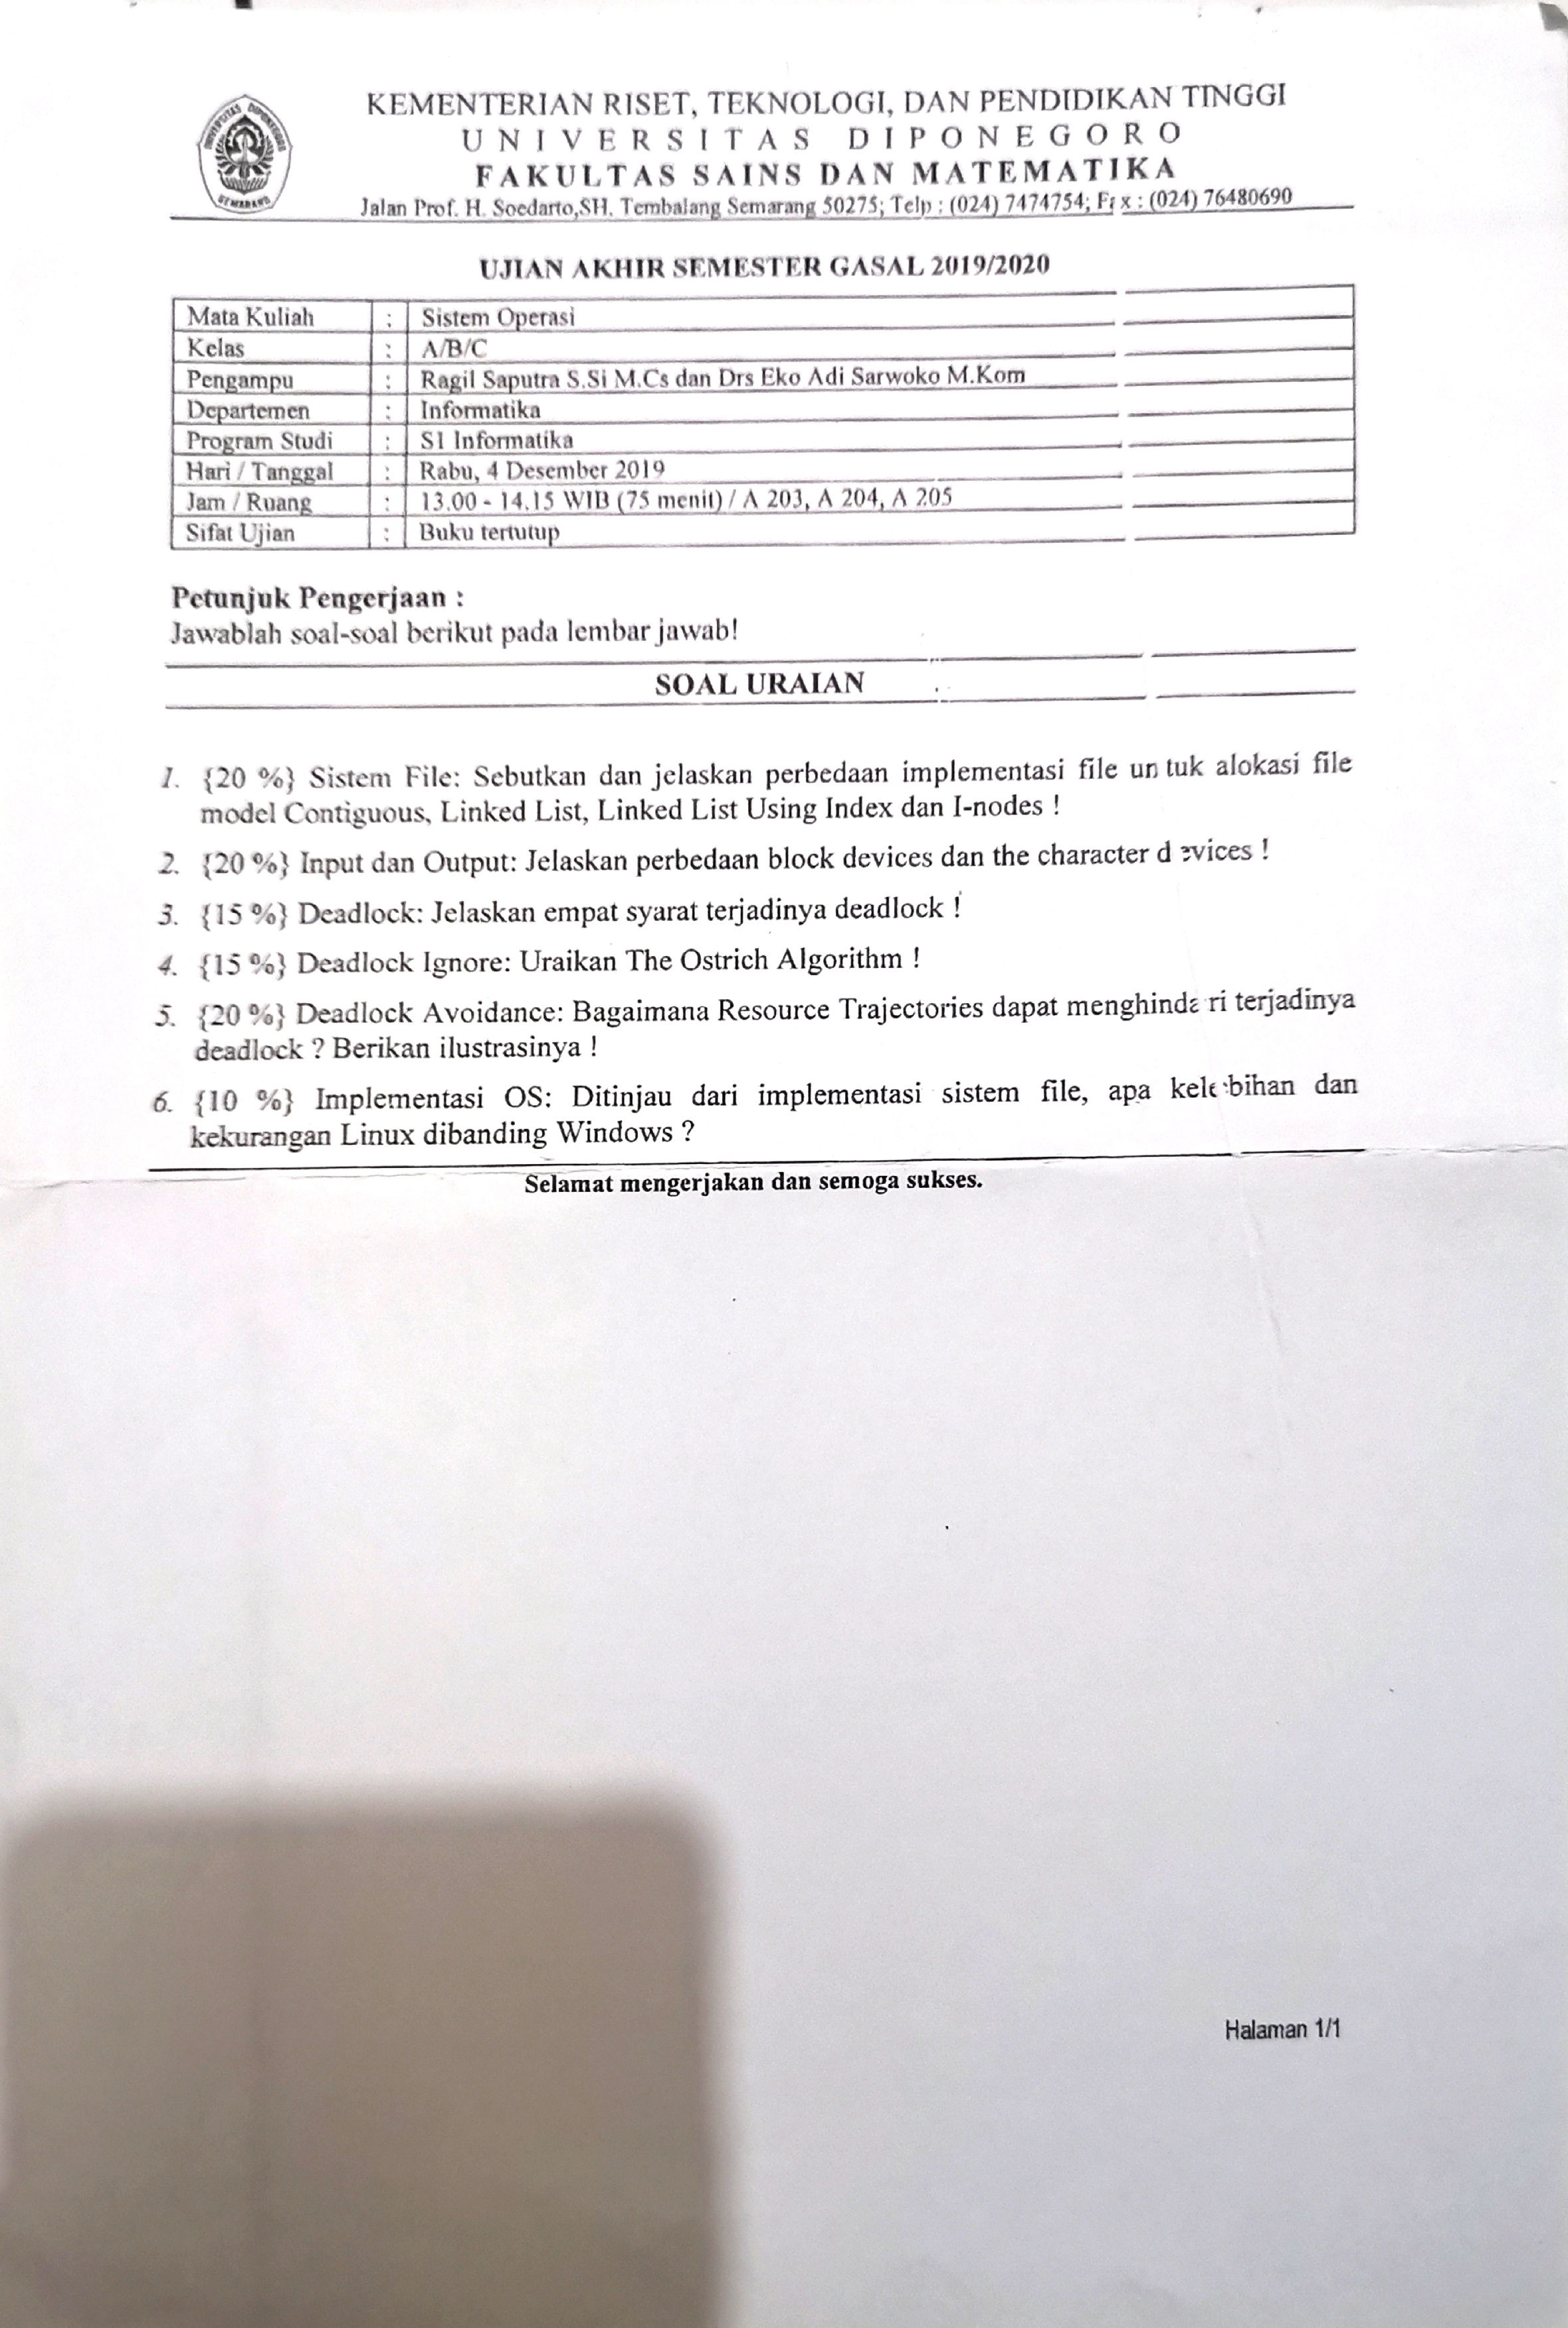 KEMENTERIAN RISET, TEKNOLOGI, DAN PENDIDIKAN TINGGI
UNIVERSITAS DIPONEGORO
FAKULTAS SAINS DAN MATEMATIKA
Jalan Prof. H. Soedarto,SH. Tembalang Semarang 50275; Telp : (024) 7474754; Fax : (024) 76480690
UNIVERSITAS DIPONEGORO
SEMARANG
UJIAN AKHIR SEMESTER GASAL 2019/2020
Mata Kuliah : Sistem Operasi
Kelas : A/B/C
Pengampu : Ragil Saputra S.Si M.Cs dan Drs Eko Adi Sarwoko M.Kom
Departemen : Informatika
Program Studi : S1 Informatika
Hari / Tanggal : Rabu, 4 Desember 2019
Jam / Ruang : 13.00 - 14.15 WIB (75 menit) / A 203, A 204, A 205
Sifat Ujian : Buku tertutup
Petunjuk Pengerjaan :
Jawablah soal-soal berikut pada lembar jawab!
SOAL URAIAN
1. {20 %} Sistem File: Sebutkan dan jelaskan perbedaan implementasi file untuk alokasi file
model Contiguous, Linked List, Linked List Using Index dan I-nodes !
2. {20 %} Input dan Output: Jelaskan perbedaan block devices dan the character devices !
3. {15 %} Deadlock: Jelaskan empat syarat terjadinya deadlock !
4. {15 %} Deadlock Ignore: Uraikan The Ostrich Algorithm !
5. {20 %} Deadlock Avoidance: Bagaimana Resource Trajectories dapat menghindari terjadinya
deadlock ? Berikan ilustrasinya !
6. {10 %} Implementasi OS: Ditinjau dari implementasi sistem file, apa kelebihan dan
kekurangan Linux dibanding Windows ?
Selamat mengerjakan dan semoga sukses.
Halaman 1/1